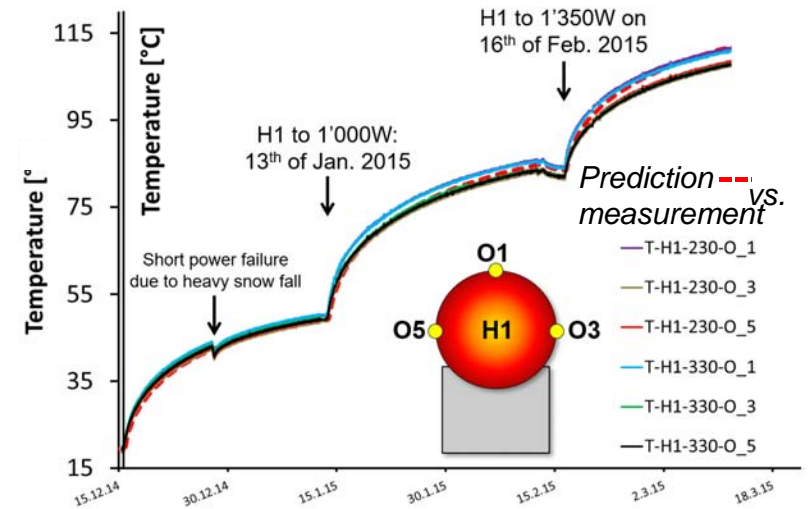 Temperature [°
Temperature [°C]
115
95
75
55
35
15
H1 to 1’350W on
16th of Feb. 2015
H1 to 1’000W:
13th of Jan. 2015
Short power failure
due to heavy snow fall
Prediction vs.
measurement
O1
O5
H1
O3
T-H1-230-O_1
T-H1-230-O_3
T-H1-230-O_5
T-H1-330-O_1
T-H1-330-O_3
T-H1-330-O_5
15.12.14
30.12.14
15.1.15
30.1.15
15.2.15
2.3.15
18.3.15